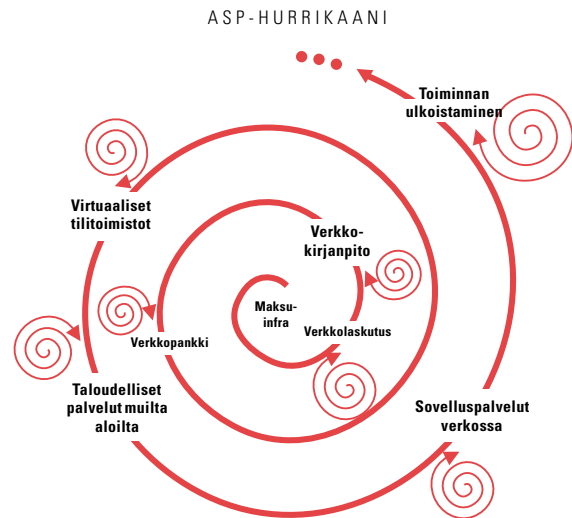 ASP-HURRIKAANI
Toiminnan
ulkoistaminen
Virtuaaliset
tilitoimistot
Verkko-
kirjanpito
Maksu-
infra
Verkkolaskutus
Verkkopankki
Taloudelliset
palvelut muilta
aloilta
Sovelluspalvelut
verkossa